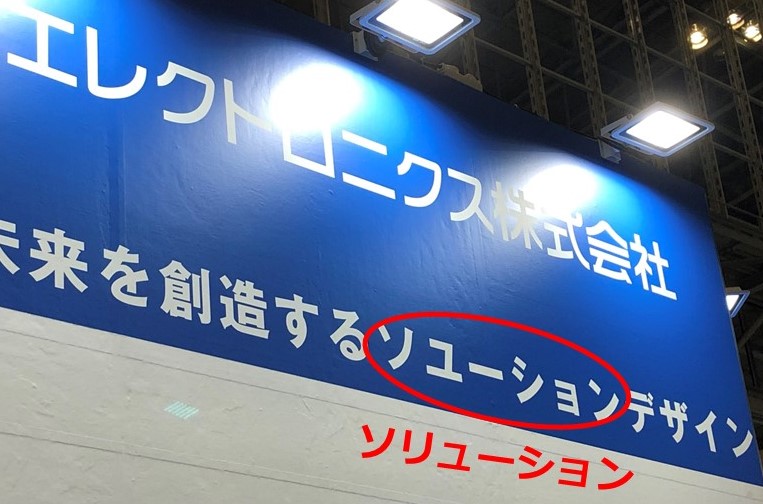 エレクトロニクス株式会社
未来を創造するソューションデザイン
ソリューション